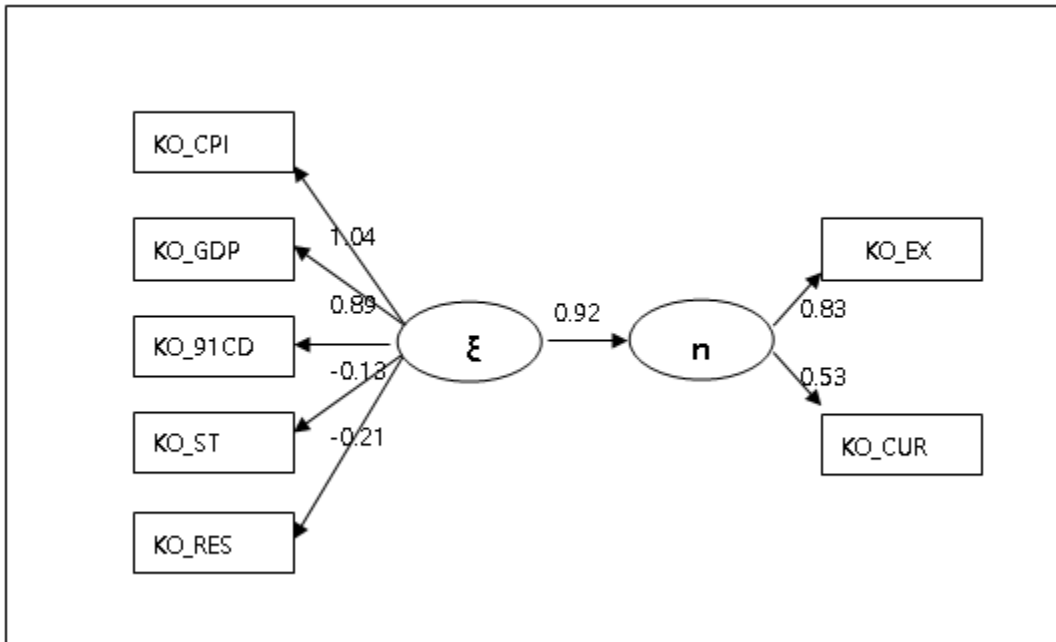 KO_CPI
1.04
KO_GDP
0.89
KO_91CD
-0.13
KO_ST
-0.21
KO_RES
ξ
0.92
n
KO_EX
0.83
0.53
KO_CUR